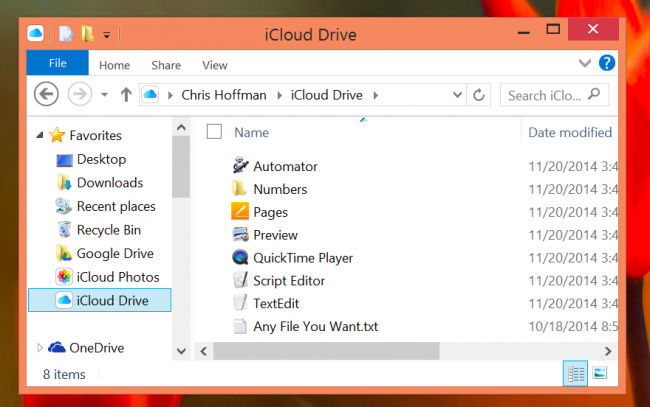 iCloud Drive
File Home Share View
Chris Hoffman iCloud Drive Search iClo...
Favorites
Desktop
Downloads
Recent places
Recycle Bin
Google Drive
iCloud Photos
iCloud Drive
OneDrive
Name Date modified
Automator 11/20/2014 3:4
Numbers 11/20/2014 3:4
Pages 11/20/2014 3:4
Preview 11/20/2014 3:4
QuickTime Player 11/20/2014 3:4
Script Editor 11/20/2014 3:4
TextEdit 11/20/2014 3:4
Any File You Want.txt 10/18/2014 8:5
8 items